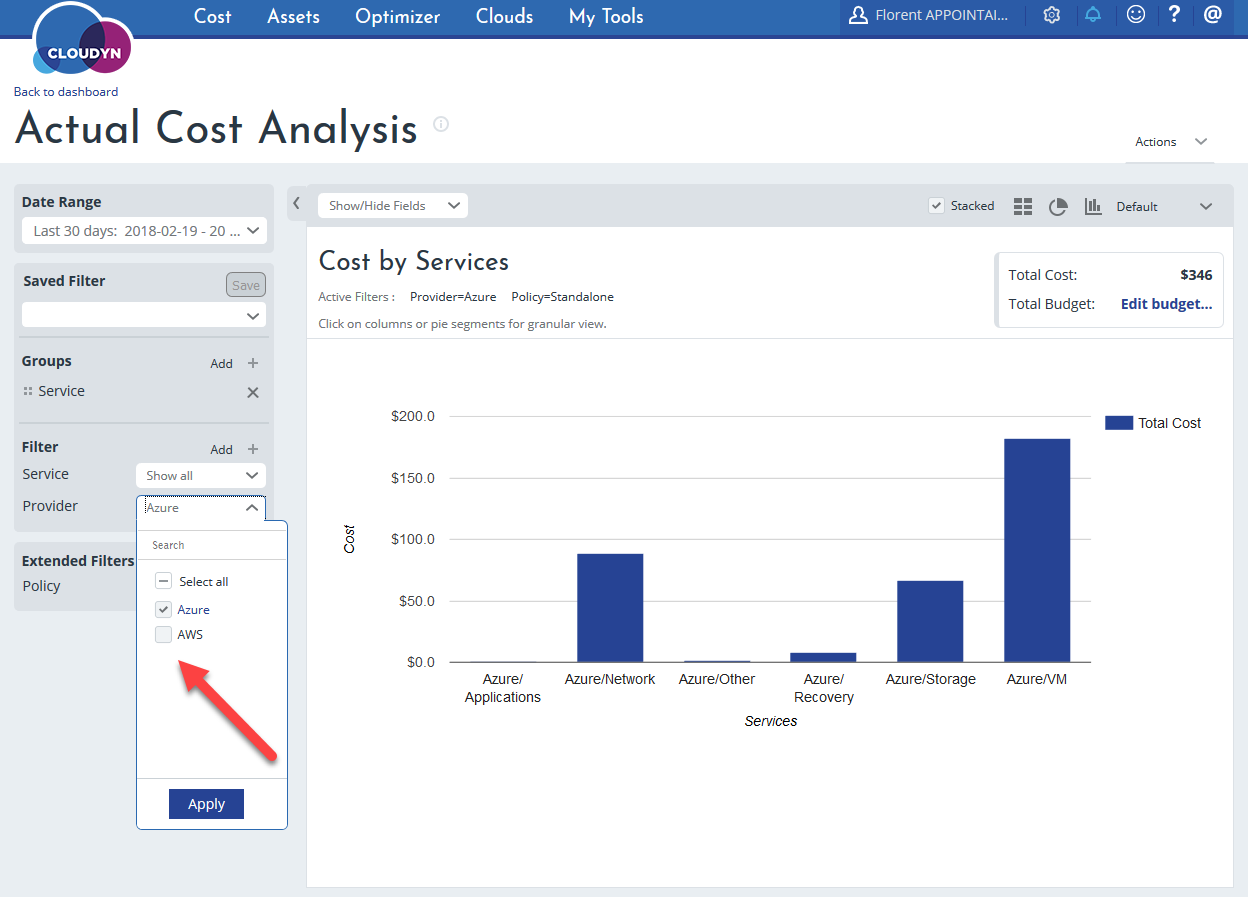 Cost Assets Optimizer Clouds My Tools Florent APPOINTAI... ? @
CLOUDYN
Back to dashboard
Actual Cost Analysis
Actions
Date Range
Last 30 days: 2018-02-19 - 20 ...
Saved Filter Save
Groups Add +
Service
Filter Add +
Service Show all
Provider Azure
Search
Select all
Azure
AWS
Apply
Extended Filters
Policy
Show/Hide Fields
Stacked Default
Cost by Services
Active Filters : Provider=Azure Policy=Standalone
Click on columns or pie segments for granular view.
Total Cost: $346
Total Budget: Edit budget...
$200.0
$150.0
$100.0
$50.0
$0.0
Cost
Total Cost
Azure/
Applications
Azure/Network
Azure/Other
Azure/
Recovery
Azure/Storage
Azure/VM
Services